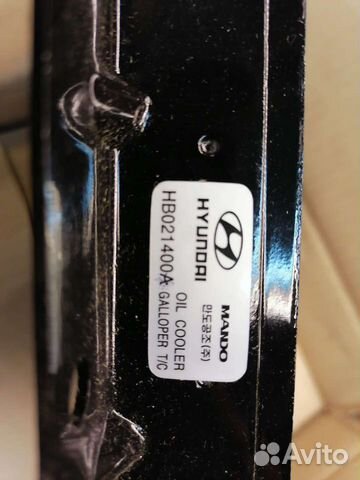 HYUNDAI
MANDO
만도공조(주)
HB021400A OIL COOLER
GALLOPER T/C
Avito